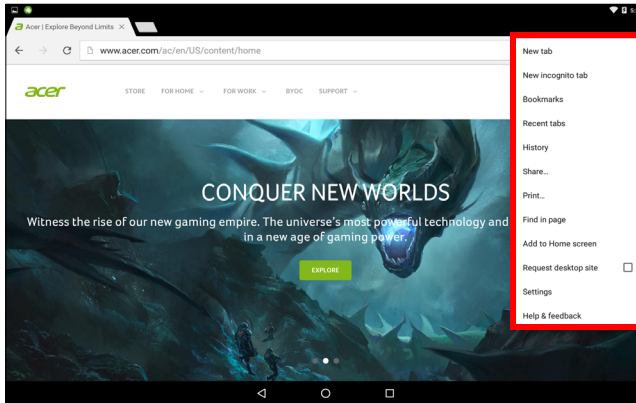 Acer | Explore Beyond Limits
www.acer.com/ac/en/US/content/home
acer
STORE FOR HOME FOR WORK BYOC SUPPORT
CONQUER NEW WORLDS
Witness the rise of our new gaming empire. The universe's most powerful technology and
in a new age of gaming power.
EXPLORE
New tab
New incognito tab
Bookmarks
Recent tabs
History
Share...
Print...
Find in page
Add to Home screen
Request desktop site
Settings
Help & feedback